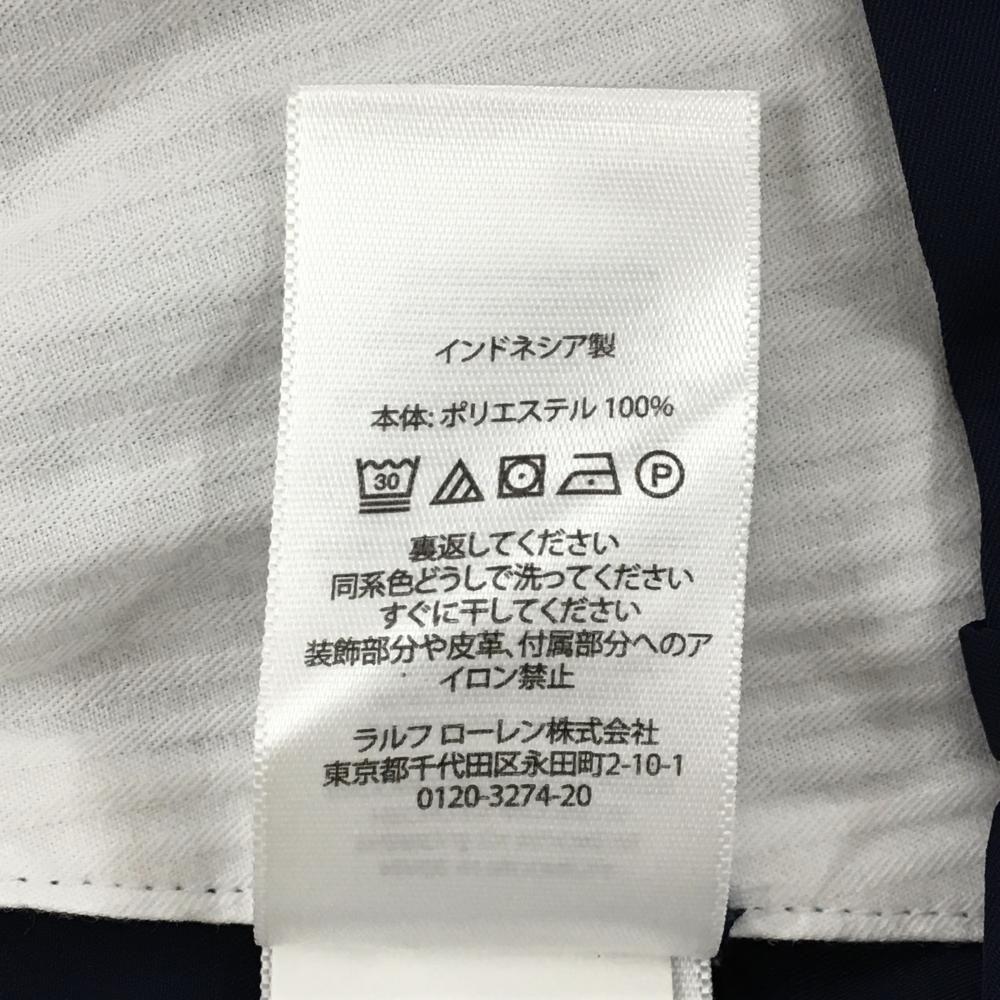 インドネシア製
本体: ポリエステル 100%
30 P
裏返してください
同系色どうしで洗ってください
すぐに干してください
装飾部分や皮革、付属部分へのア
イロン禁止
ラルフ ローレン株式会社
東京都千代田区永田町2-10-1
0120-3274-20